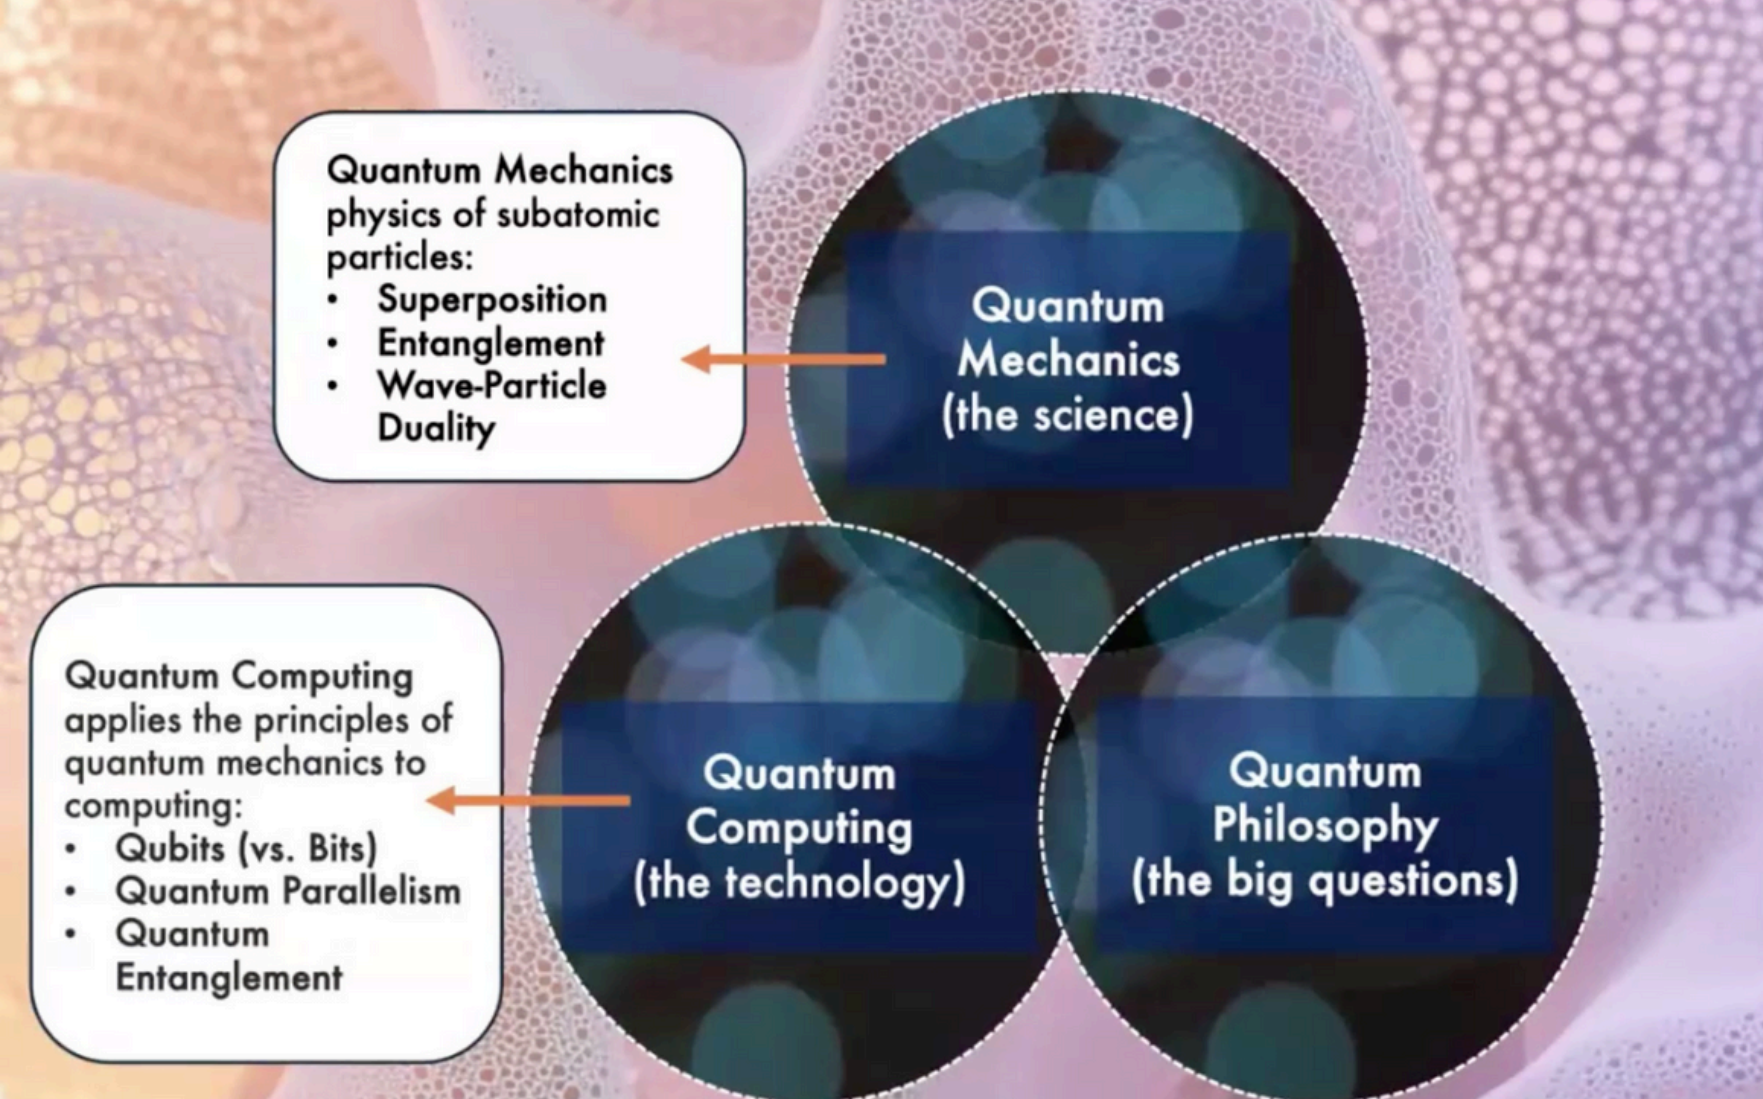 Quantum Mechanics
physics of subatomic
particles:
• Superposition
• Entanglement
• Wave-Particle
Duality
Quantum
Mechanics
(the science)
Quantum Computing
applies the principles of
quantum mechanics to
computing:
• Qubits (vs. Bits)
• Quantum Parallelism
• Quantum
Entanglement
Quantum
Computing
(the technology)
Quantum
Philosophy
(the big questions)